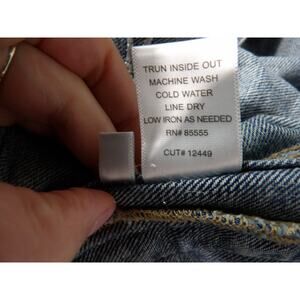 TRUN INSIDE OUT
MACHINE WASH
COLD WATER
LINE DRY
LOW IRON AS NEEDED
RN# 85555
CUT# 12449